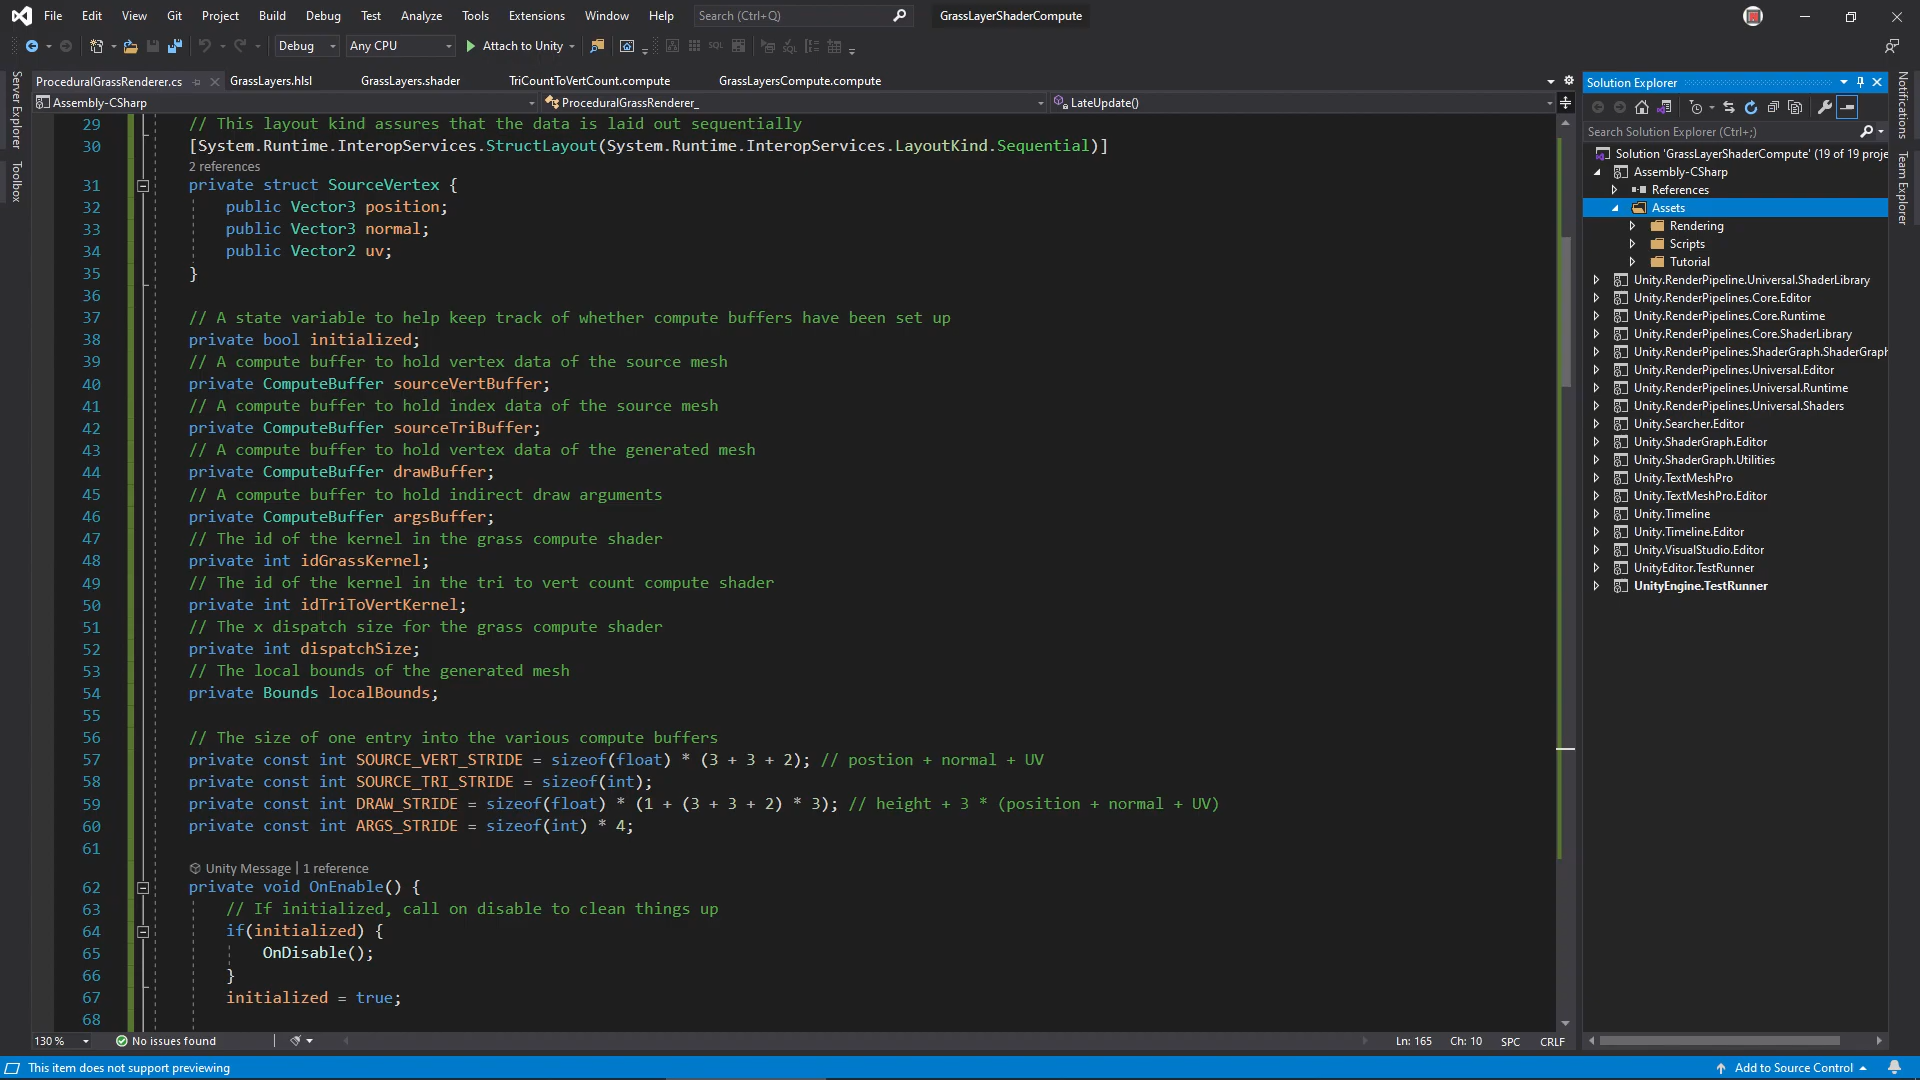 File Edit View Git Project Build Debug Test Analyze Tools Extensions Window Help Search (Ctrl+Q) GrassLayerShaderCompute
Debug Any CPU Attach to Unity
Server Explorer
Toolbox
ProceduralGrassRenderer.cs GrassLayers.hlsl GrassLayers.shader TriCountToVertCount.compute GrassLayersCompute.compute
Assembly-CSharp ProceduralGrassRenderer_ LateUpdate()
29 // This layout kind assures that the data is laid out sequentially
30 [System.Runtime.InteropServices.StructLayout(System.Runtime.InteropServices.LayoutKind.Sequential)]
2 references
31 private struct SourceVertex {
32 public Vector3 position;
33 public Vector3 normal;
34 public Vector2 uv;
35 }
36
37 // A state variable to help keep track of whether compute buffers have been set up
38 private bool initialized;
39 // A compute buffer to hold vertex data of the source mesh
40 private ComputeBuffer sourceVertBuffer;
41 // A compute buffer to hold index data of the source mesh
42 private ComputeBuffer sourceTriBuffer;
43 // A compute buffer to hold vertex data of the generated mesh
44 private ComputeBuffer drawBuffer;
45 // A compute buffer to hold indirect draw arguments
46 private ComputeBuffer argsBuffer;
47 // The id of the kernel in the grass compute shader
48 private int idGrassKernel;
49 // The id of the kernel in the tri to vert count compute shader
50 private int idTriToVertKernel;
51 // The x dispatch size for the grass compute shader
52 private int dispatchSize;
53 // The local bounds of the generated mesh
54 private Bounds localBounds;
55
56 // The size of one entry into the various compute buffers
57 private const int SOURCE_VERT_STRIDE = sizeof(float) * (3 + 3 + 2); // postion + normal + UV
58 private const int SOURCE_TRI_STRIDE = sizeof(int);
59 private const int DRAW_STRIDE = sizeof(float) * (1 + (3 + 3 + 2) * 3); // height + 3 * (position + normal + UV)
60 private const int ARGS_STRIDE = sizeof(int) * 4;
61
Unity Message | 1 reference
62 private void OnEnable() {
63 // If initialized, call on disable to clean things up
64 if(initialized) {
65 OnDisable();
66 }
67 initialized = true;
68
130 % No issues found Ln: 165 Ch: 10 SPC CRLF
Solution Explorer
Search Solution Explorer (Ctrl+;)
Solution 'GrassLayerShaderCompute' (19 of 19 proje
Assembly-CSharp
References
Assets
Rendering
Scripts
Tutorial
Unity.RenderPipeline.Universal.ShaderLibrary
Unity.RenderPipelines.Core.Editor
Unity.RenderPipelines.Core.Runtime
Unity.RenderPipelines.Core.ShaderLibrary
Unity.RenderPipelines.ShaderGraph.ShaderGraph
Unity.RenderPipelines.Universal.Editor
Unity.RenderPipelines.Universal.Runtime
Unity.RenderPipelines.Universal.Shaders
Unity.Searcher.Editor
Unity.ShaderGraph.Editor
Unity.ShaderGraph.Utilities
Unity.TextMeshPro
Unity.TextMeshPro.Editor
Unity.Timeline
Unity.Timeline.Editor
Unity.VisualStudio.Editor
UnityEditor.TestRunner
UnityEngine.TestRunner
Notifications
Team Explorer
This item does not support previewing Add to Source Control